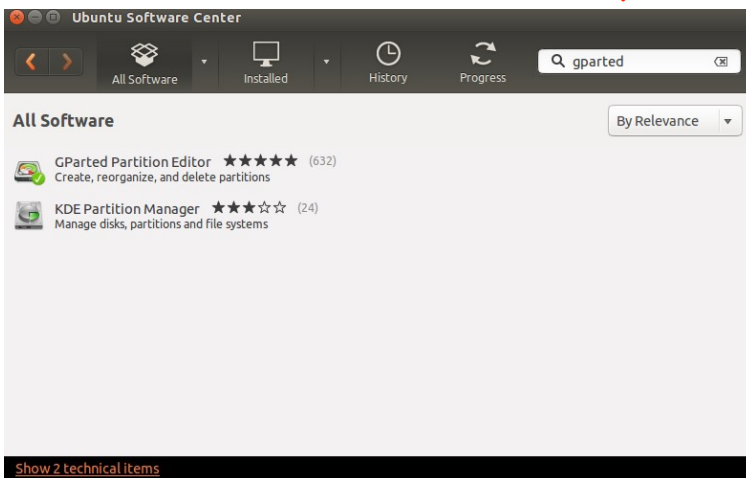 Ubuntu Software Center
All Software
Installed
History
Progress
gparted
All Software
By Relevance
GParted Partition Editor ★★★★★ (632)
Create, reorganize, and delete partitions
KDE Partition Manager ★★★☆☆ (24)
Manage disks, partitions and file systems
Show 2 technical items